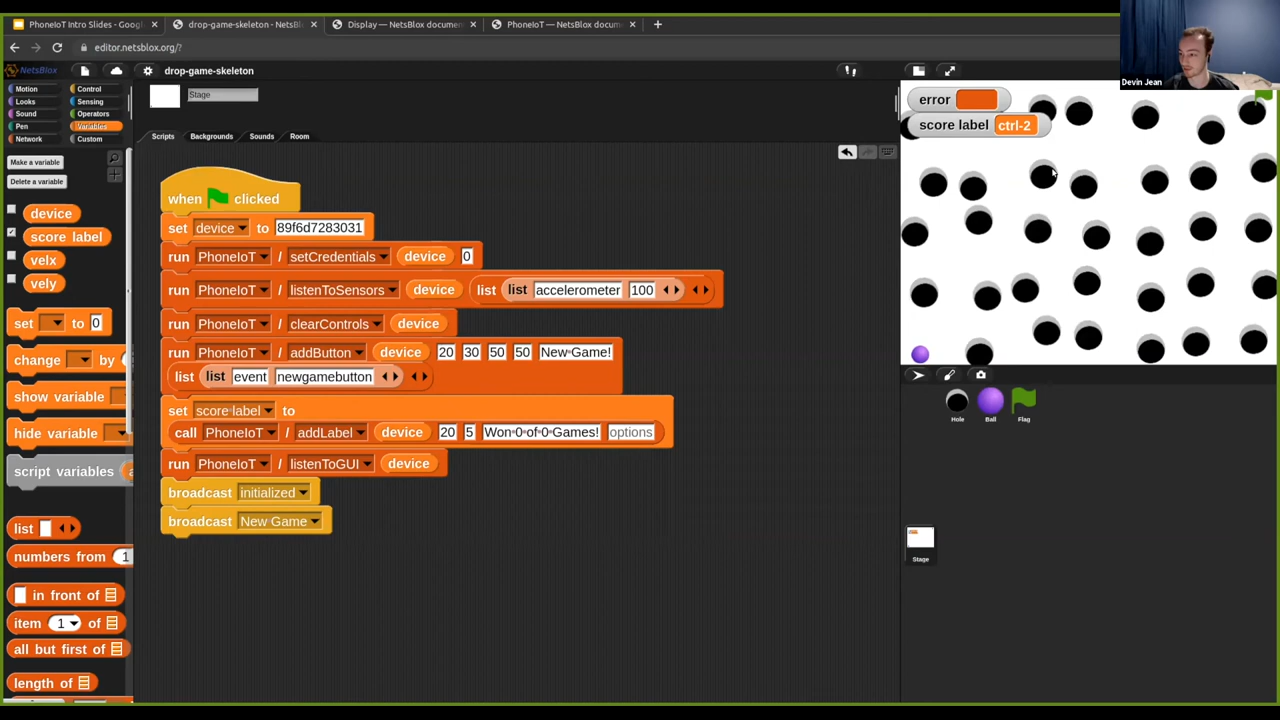 PhoneIoT Intro Slides - Googl
drop-game-skeleton - NetsBl
Display — NetsBlox documen
PhoneIoT — NetsBlox docum
editor.netsblox.org/?
Devin Jean
NetsBlox
drop-game-skeleton
Motion
Control
Looks
Sensing
Sound
Operators
Pen
Variables
Network
Custom
Stage
Scripts
Backgrounds
Sounds
Room
Make a variable
Delete a variable
device
score label
velx
vely
set to 0
change by
show variable
hide variable
script variables
list
numbers from 1
in front of
item 1 of
all but first of
length of
when clicked
set device to 89f6d7283031
run PhoneIoT / setCredentials device 0
run PhoneIoT / listenToSensors device list list accelerometer 100
run PhoneIoT / clearControls device
run PhoneIoT / addButton device 20 30 50 50 New Game!
list list event newgamebutton
set score label to
call PhoneIoT / addLabel device 20 5 Won 0 of 0 Games! options
run PhoneIoT / listenToGUI device
broadcast initialized
broadcast New Game
error
score label ctrl-2
Hole
Ball
Flag
Stage